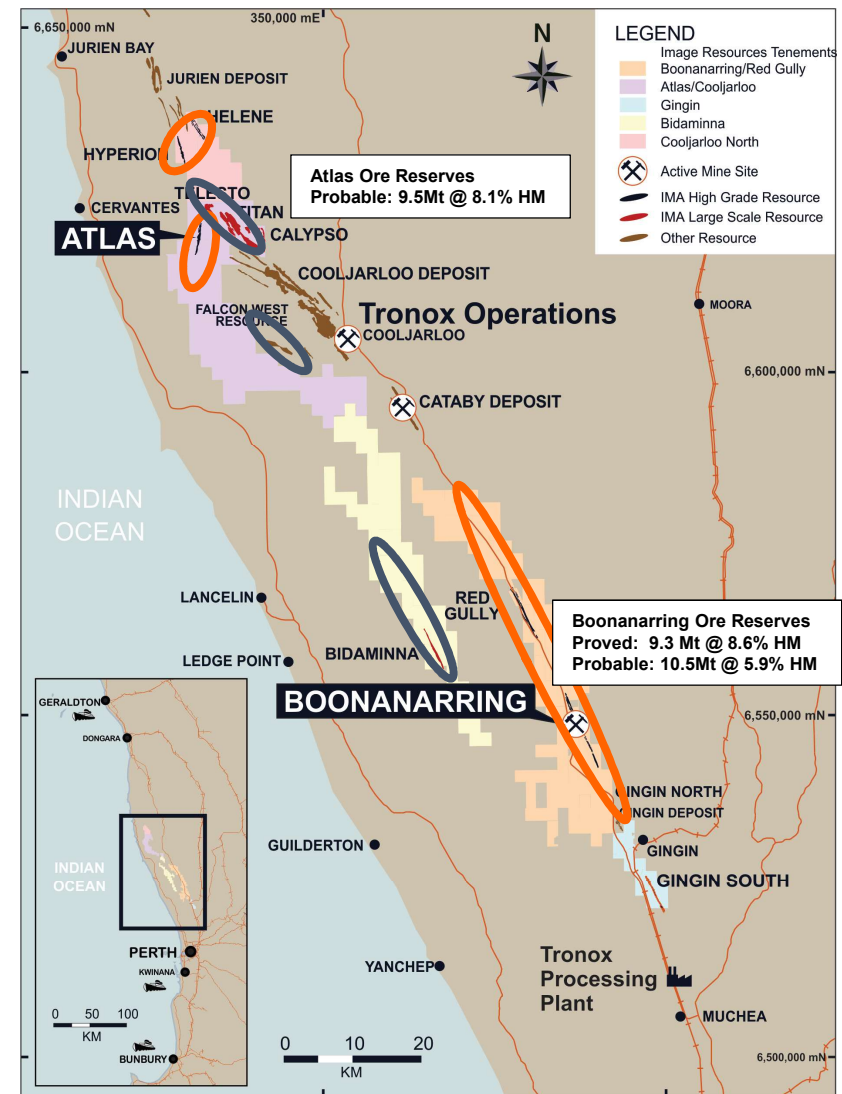 6,650,000 mN
350,000 mE
JURIEN BAY
JURIEN DEPOSIT
HELENE
HYPERION
N
LEGEND
Image Resources Tenements
Boonanarring/Red Gully
Atlas/Cooljarloo
Gingin
Bidaminna
Cooljarloo North
Active Mine Site
IMA High Grade Resource
IMA Large Scale Resource
Other Resource
Atlas Ore Reserves
Probable: 9.5Mt @ 8.1% HM
TELESTO
TITAN
CERVANTES
CALYPSO
ATLAS
COOLJARLOO DEPOSIT
FALCON WEST
RESOURCE
Tronox Operations
COOLJARLOO
MOORA
6,600,000 mN
CATABY DEPOSIT
INDIAN
OCEAN
LANCELIN
RED
GULLY
Boonanarring Ore Reserves
Proved: 9.3 Mt @ 8.6% HM
Probable: 10.5Mt @ 5.9% HM
LEDGE POINT
BIDAMINNA
BOONANARRING
6,550,000 mN
GINGIN NORTH
GINGIN DEPOSIT
GUILDERTON
GINGIN
GINGIN SOUTH
YANCHEP
Tronox
Processing
Plant
MUCHEA
6,500,000 mN
0 10 20
KM
GERALDTON
DONGARA
INDIAN
OCEAN
PERTH
KWINANA
0 50 100
KM
BUNBURY